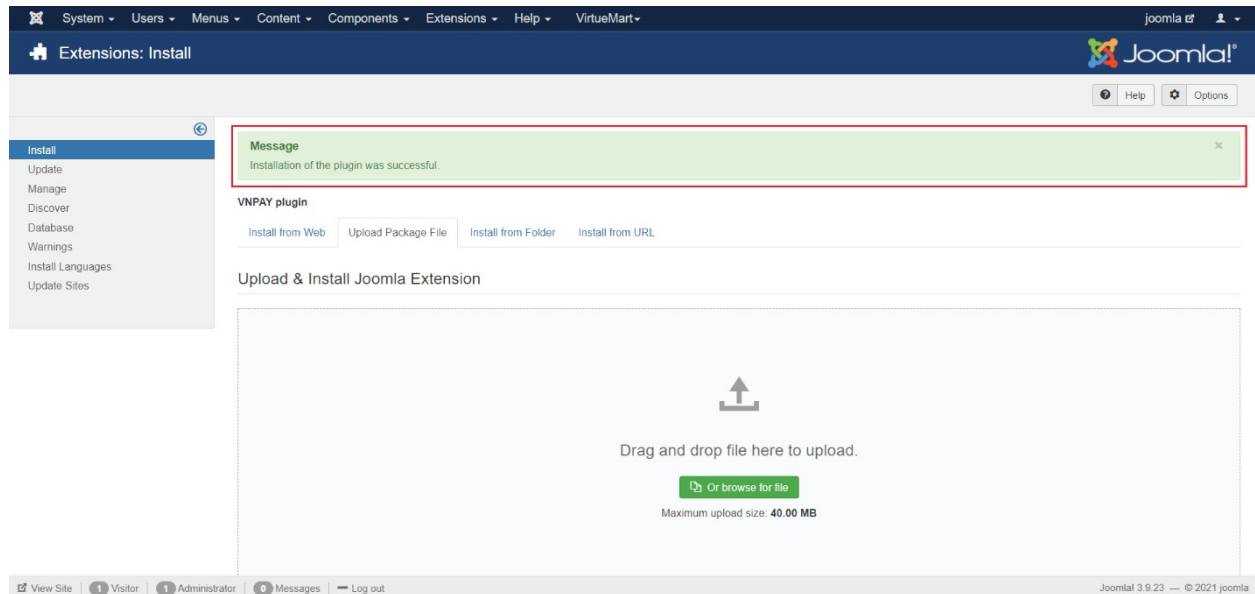 System Users Menus Content Components Extensions Help VirtueMart joomla
Extensions: Install Joomla!®
Help Options
Install
Update
Manage
Discover
Database
Warnings
Install Languages
Update Sites
Message ×
Installation of the plugin was successful.
VNPAY plugin
Install from Web Upload Package File Install from Folder Install from URL
Upload & Install Joomla Extension
Drag and drop file here to upload.
Or browse for file
Maximum upload size: 40.00 MB
View Site 1 Visitor 1 Administrator 0 Messages Log out Joomla! 3.9.23 — © 2021 joomla